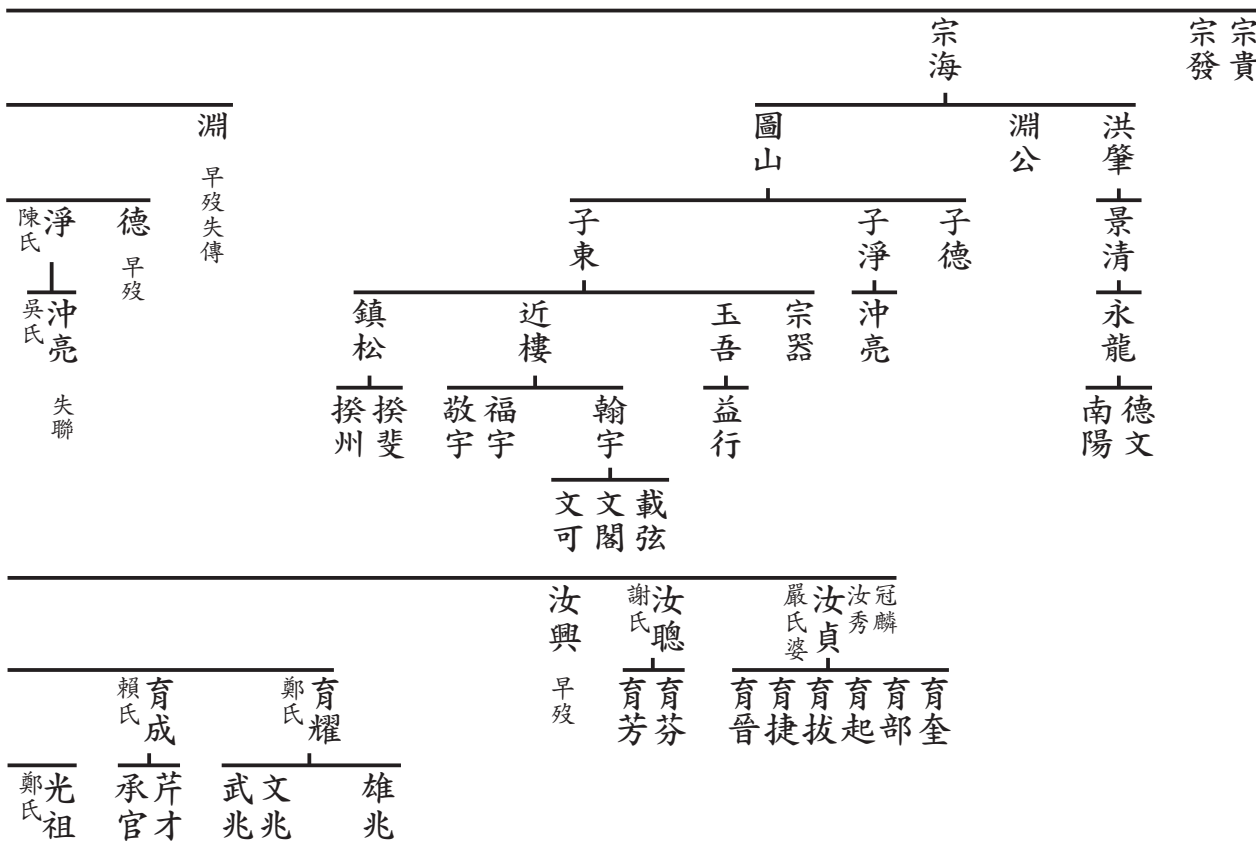 宗貴
宗發
宗海
洪肇
淵公
圖山
淵
早歿失傳
景清
子德
子淨
子東
德
早歿
淨
陳氏
永龍
沖亮
宗器
玉吾
近樓
鎮松
沖亮
吳氏
失聯
德文
南陽
益行
翰宇
福宇
敬宇
揆斐
揆州
載弦
文閣
文可
冠麟
汝秀
汝貞
嚴氏婆
汝聰
謝氏
汝興
早歿
育奎
育部
育起
育拔
育捷
育晉
育芬
育芳
育耀
鄭氏
育成
賴氏
雄兆
文兆
武兆
芹才
承官
光祖
鄭氏